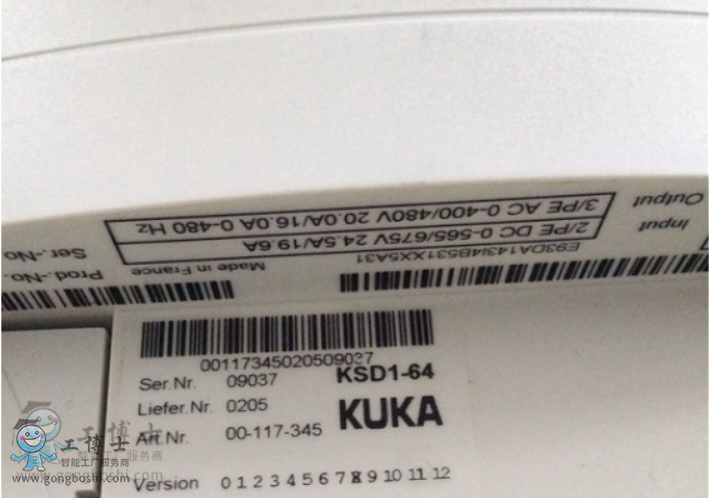 Output
3/PE AC 0-400/480V 20.0A/16.0A 0-480 Hz
Input
2/PE DC 0-565/675V 24.5A/19.6A
E93DA143I4B531XX5A31
Made in France
Ser.-No
Prod.-No.
00117345020509037
Ser.Nr. 09037 KSD1-64
Liefer.Nr. 0205 KUKA
Art.Nr. 00-117-345
Version 0 1 2 3 4 5 6 7 8 9 10 11 12
工博士
智能工厂服务商
www.gongboshi.com